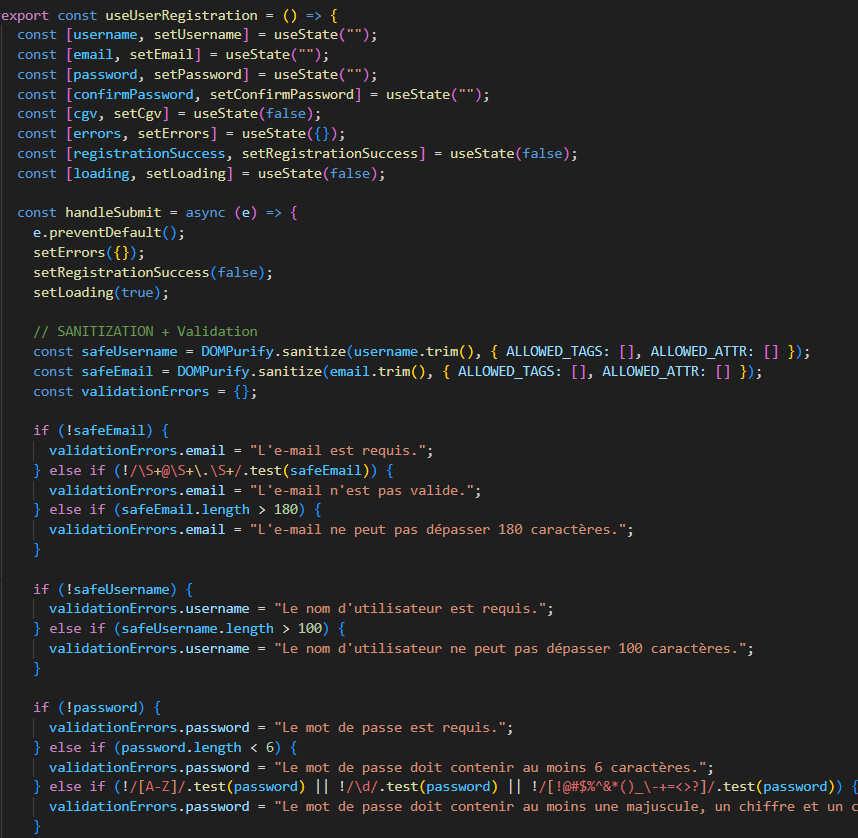 export const useUserRegistration = () => {
const [username, setUsername] = useState("");
const [email, setEmail] = useState("");
const [password, setPassword] = useState("");
const [confirmPassword, setConfirmPassword] = useState("");
const [cgv, setCgv] = useState(false);
const [errors, setErrors] = useState({});
const [registrationSuccess, setRegistrationSuccess] = useState(false);
const [loading, setLoading] = useState(false);
const handleSubmit = async (e) => {
e.preventDefault();
setErrors({});
setRegistrationSuccess(false);
setLoading(true);
// SANITIZATION + Validation
const safeUsername = DOMPurify.sanitize(username.trim(), { ALLOWED_TAGS: [], ALLOWED_ATTR: [] });
const safeEmail = DOMPurify.sanitize(email.trim(), { ALLOWED_TAGS: [], ALLOWED_ATTR: [] });
const validationErrors = {};
if (!safeEmail) {
validationErrors.email = "L'e-mail est requis.";
} else if (!/\S+@\S+\.\S+/.test(safeEmail)) {
validationErrors.email = "L'e-mail n'est pas valide.";
} else if (safeEmail.length > 180) {
validationErrors.email = "L'e-mail ne peut pas dépasser 180 caractères.";
}
if (!safeUsername) {
validationErrors.username = "Le nom d'utilisateur est requis.";
} else if (safeUsername.length > 100) {
validationErrors.username = "Le nom d'utilisateur ne peut pas dépasser 100 caractères.";
}
if (!password) {
validationErrors.password = "Le mot de passe est requis.";
} else if (password.length < 6) {
validationErrors.password = "Le mot de passe doit contenir au moins 6 caractères.";
} else if (!/[A-Z]/.test(password) || !/\d/.test(password) || !/[!@#$%^&*()_\-+=<>?]/.test(password)) {
validationErrors.password = "Le mot de passe doit contenir au moins une majuscule, un chiffre et un c
}